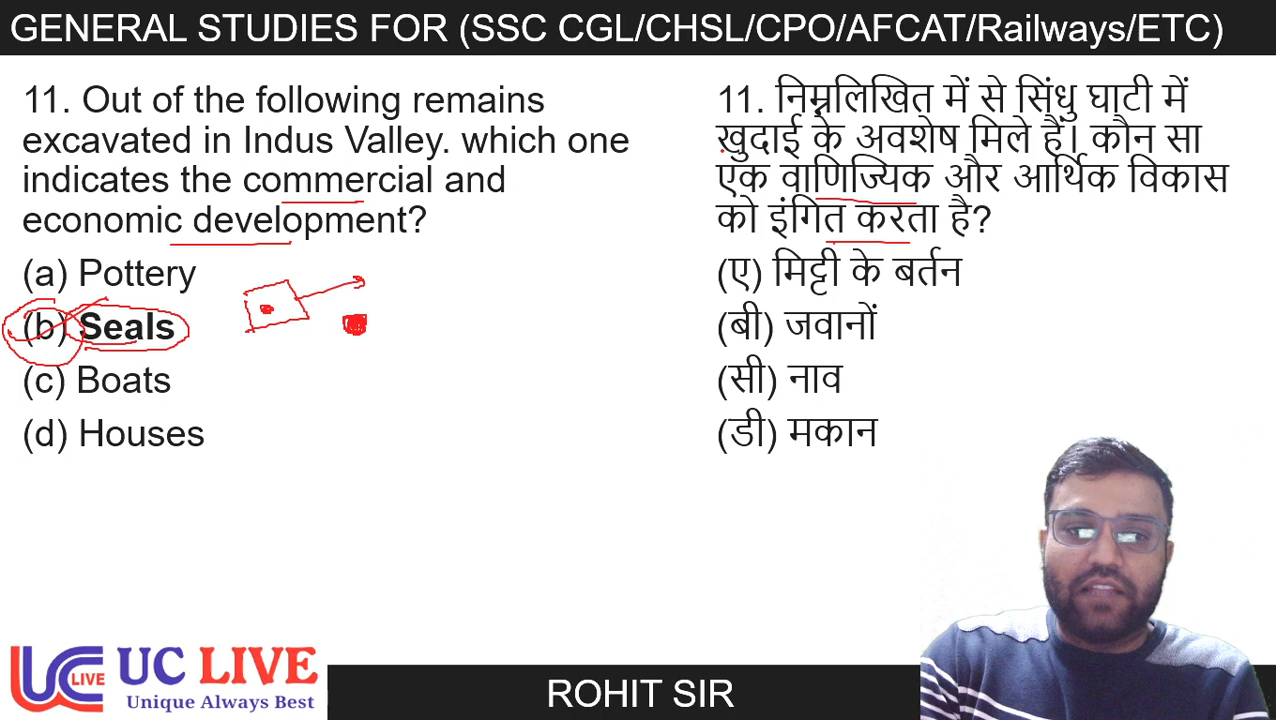 GENERAL STUDIES FOR (SSC CGL/CHSL/CPO/AFCAT/Railways/ETC)
11. Out of the following remains
excavated in Indus Valley. which one
indicates the commercial and
economic development?
(a) Pottery
(b) Seals
(c) Boats
(d) Houses
11. निम्नलिखित में से सिंधु घाटी में
खुदाई के अवशेष मिले हैं। कौन सा
एक वाणिज्यिक और आर्थिक विकास
को इंगित करता है?
(ए) मिट्टी के बर्तन
(बी) जवानों
(सी) नाव
(डी) मकान
UC LIVE
LIVE
Unique Always Best
ROHIT SIR